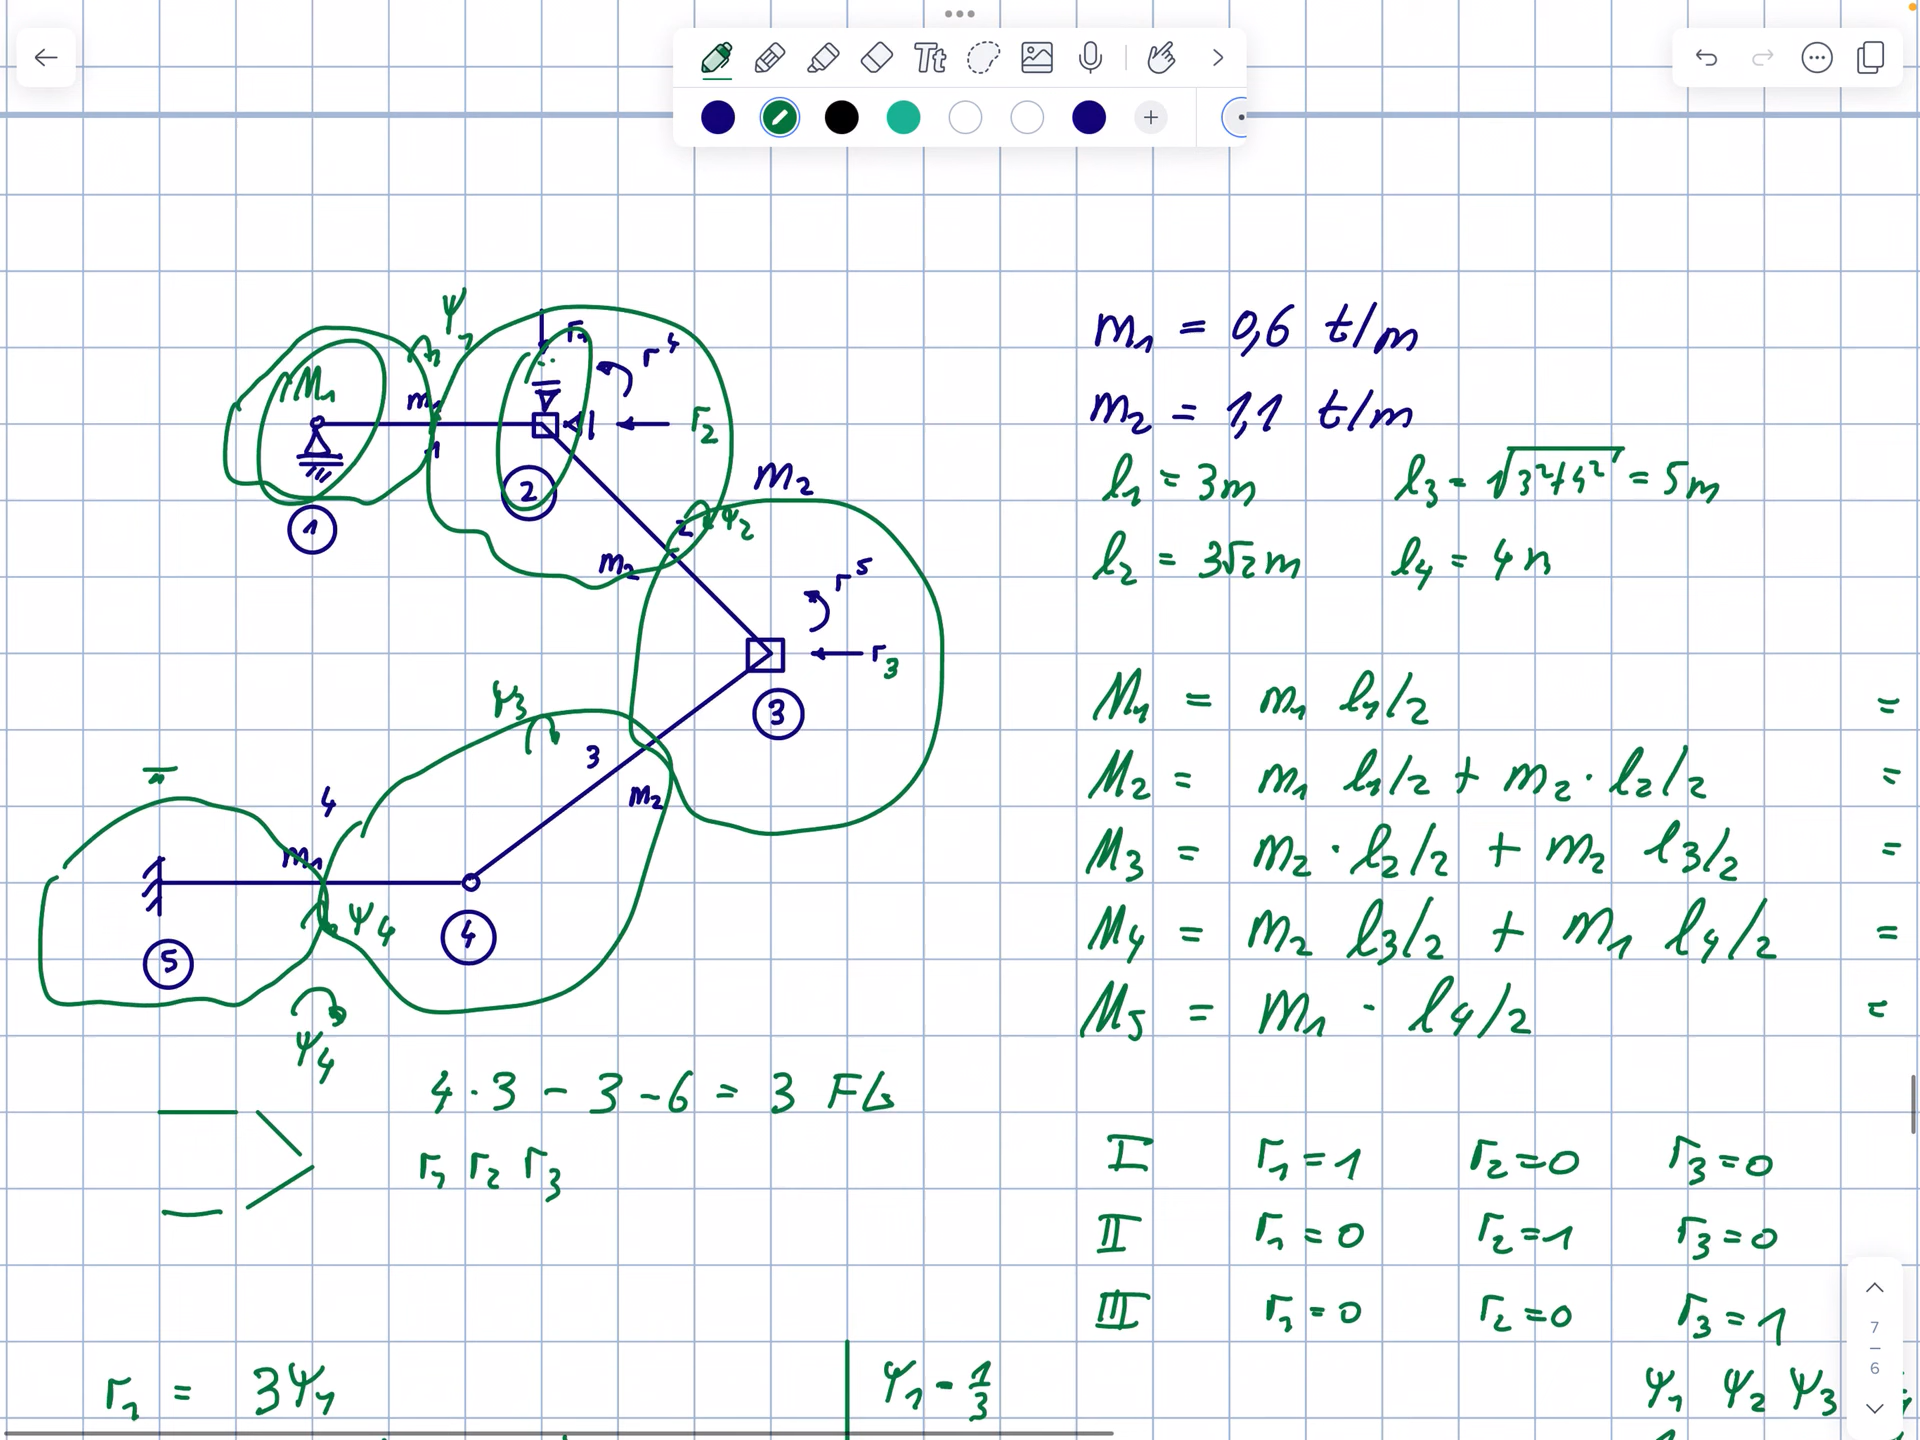 Tt
m₁ = 0,6 t/m
m₂ = 1,1 t/m
l₁ = 3m l₃ = √3²+4² = 5m
l₂ = 3√2 m l₄ = 4 m
ψ₁
r₁
r⁴
M₁
m₁
1
r₂
①
②
m₂
2
ψ₂
m₂
r⁵
r₃
③
ψ₃
3
m₂
4
m₁
ψ₄
④
⑤
ψ₄
M₁ = m₁ l₁/2 =
M₂ = m₁ l₁/2 + m₂ · l₂/2 =
M₃ = m₂ · l₂/2 + m₂ l₃/2 =
M₄ = m₂ l₃/2 + m₁ l₄/2 =
M₅ = m₁ · l₄/2 =
4 · 3 - 3 - 6 = 3 FG
r₁ r₂ r₃
I r₁ = 1 r₂ = 0 r₃ = 0
II r₁ = 0 r₂ = 1 r₃ = 0
III r₁ = 0 r₂ = 0 r₃ = 1
r₁ = 3ψ₁
ψ₁ - 1/3
ψ₁ ψ₂ ψ₃
7
6